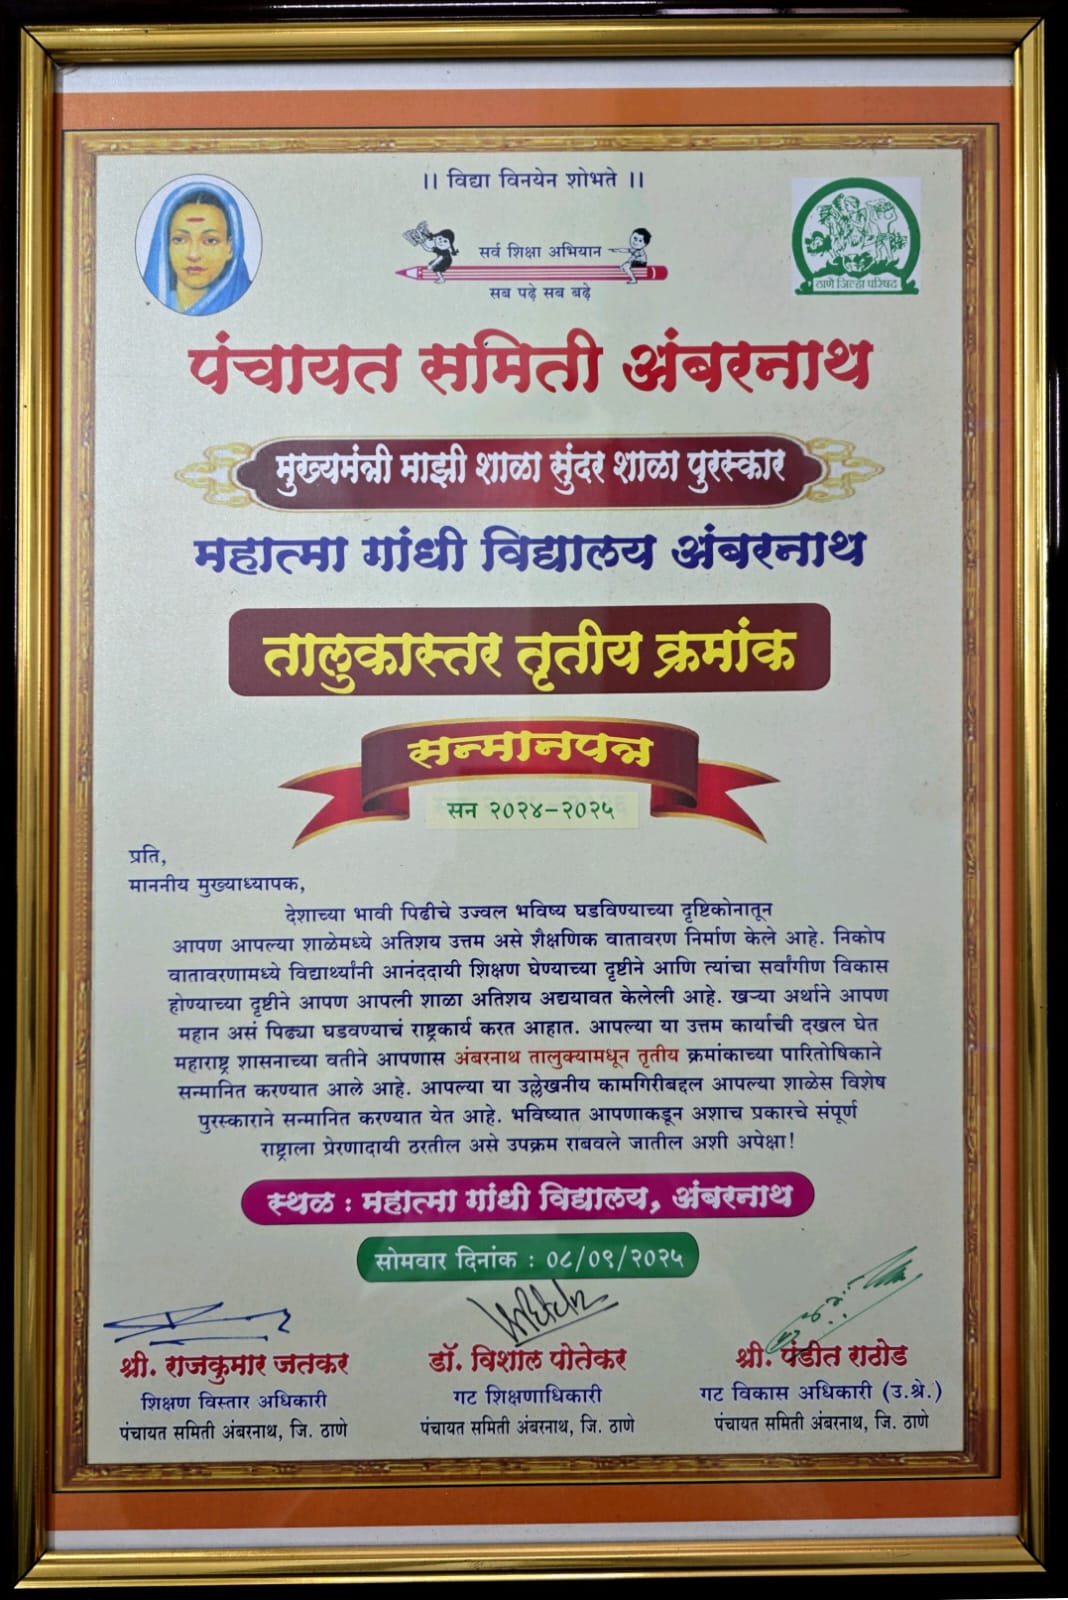 ।। विद्या विनयेन शोभते ।।
सर्व शिक्षा अभियान
सब पढ़े सब बढ़े
ठाणे जिल्हा परिषद
पंचायत समिती अंबरनाथ
मुख्यमंत्री माझी शाळा सुंदर शाळा पुरस्कार
महात्मा गांधी विद्यालय अंबरनाथ
तालुकास्तर तृतीय क्रमांक
सन्मानपत्र
सन २०२४-२०२५
प्रति,
माननीय मुख्याध्यापक,
देशाच्या भावी पिढीचे उज्वल भविष्य घडविण्याच्या दृष्टिकोनातून
आपण आपल्या शाळेमध्ये अतिशय उत्तम असे शैक्षणिक वातावरण निर्माण केले आहे. निकोप
वातावरणामध्ये विद्यार्थ्यांनी आनंददायी शिक्षण घेण्याच्या दृष्टीने आणि त्यांचा सर्वांगीण विकास
होण्याच्या दृष्टीने आपण आपली शाळा अतिशय अद्ययावत केलेली आहे. खऱ्या अर्थाने आपण
महान असं पिढ्या घडवण्याचं राष्ट्रकार्य करत आहात. आपल्या या उत्तम कार्याची दखल घेत
महाराष्ट्र शासनाच्या वतीने आपणास अंबरनाथ तालुक्यामधून तृतीय क्रमांकाच्या पारितोषिकाने
सन्मानित करण्यात आले आहे. आपल्या या उल्लेखनीय कामगिरीबद्दल आपल्या शाळेस विशेष
पुरस्काराने सन्मानित करण्यात येत आहे. भविष्यात आपणाकडून अशाच प्रकारचे संपूर्ण
राष्ट्राला प्रेरणादायी ठरतील असे उपक्रम राबवले जातील अशी अपेक्षा!
स्थळ : महात्मा गांधी विद्यालय, अंबरनाथ
सोमवार दिनांक : ०८/०९/२०२५
श्री. राजकुमार जतकर
शिक्षण विस्तार अधिकारी
पंचायत समिती अंबरनाथ, जि. ठाणे
डॉ. विशाल पोतेकर
गट शिक्षणाधिकारी
पंचायत समिती अंबरनाथ, जि. ठाणे
श्री. पंडीत राठोड
गट विकास अधिकारी (उ.श्रे.)
पंचायत समिती अंबरनाथ, जि. ठाणे